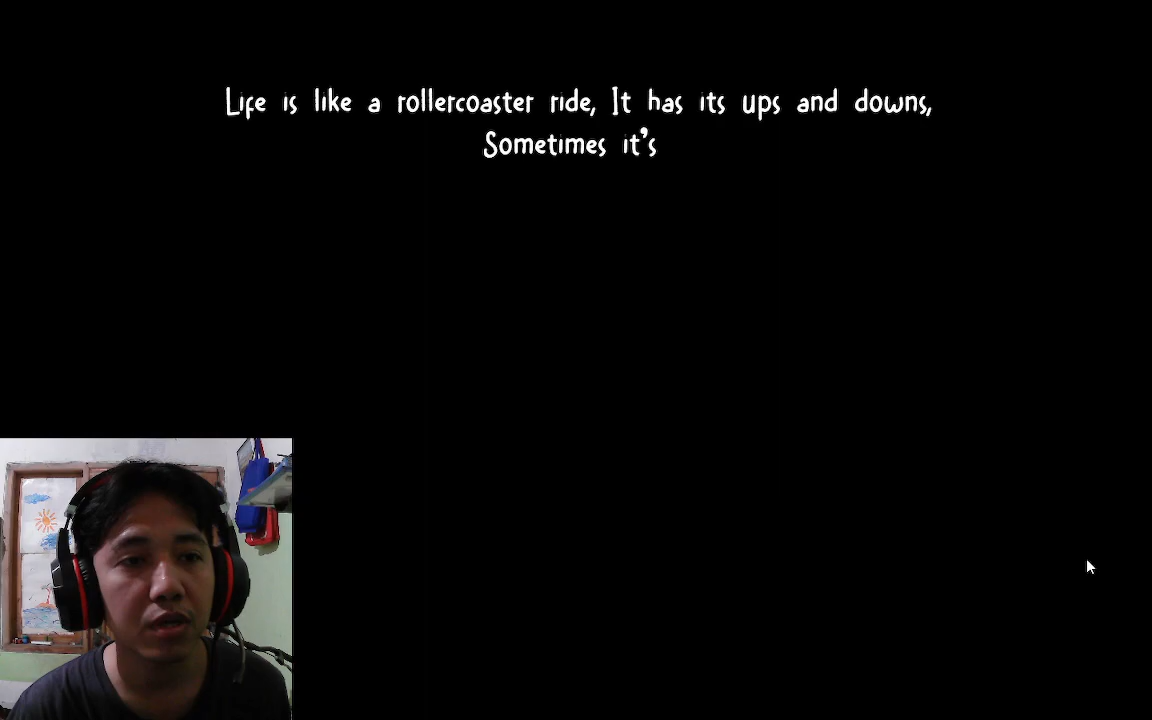 Life is like a rollercoaster ride, It has its ups and downs,
Sometimes it's